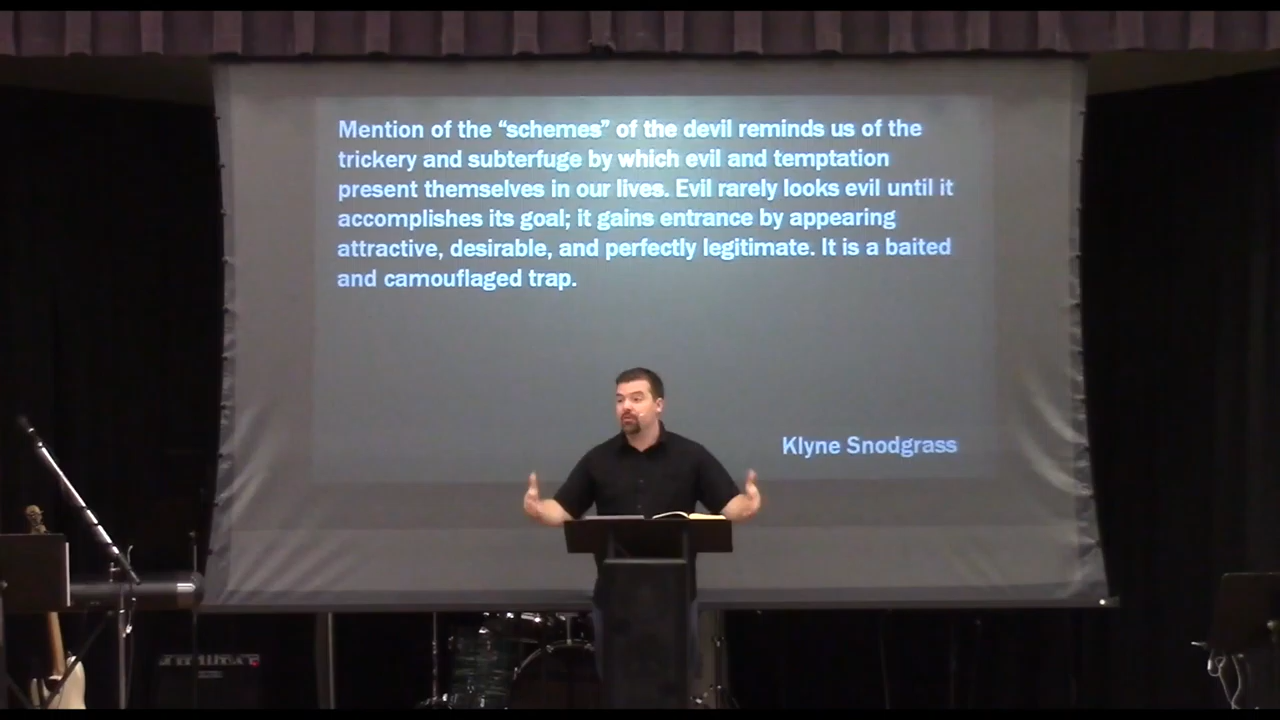 Mention of the “schemes” of the devil reminds us of the
trickery and subterfuge by which evil and temptation
present themselves in our lives. Evil rarely looks evil until it
accomplishes its goal; it gains entrance by appearing
attractive, desirable, and perfectly legitimate. It is a baited
and camouflaged trap.
Klyne Snodgrass